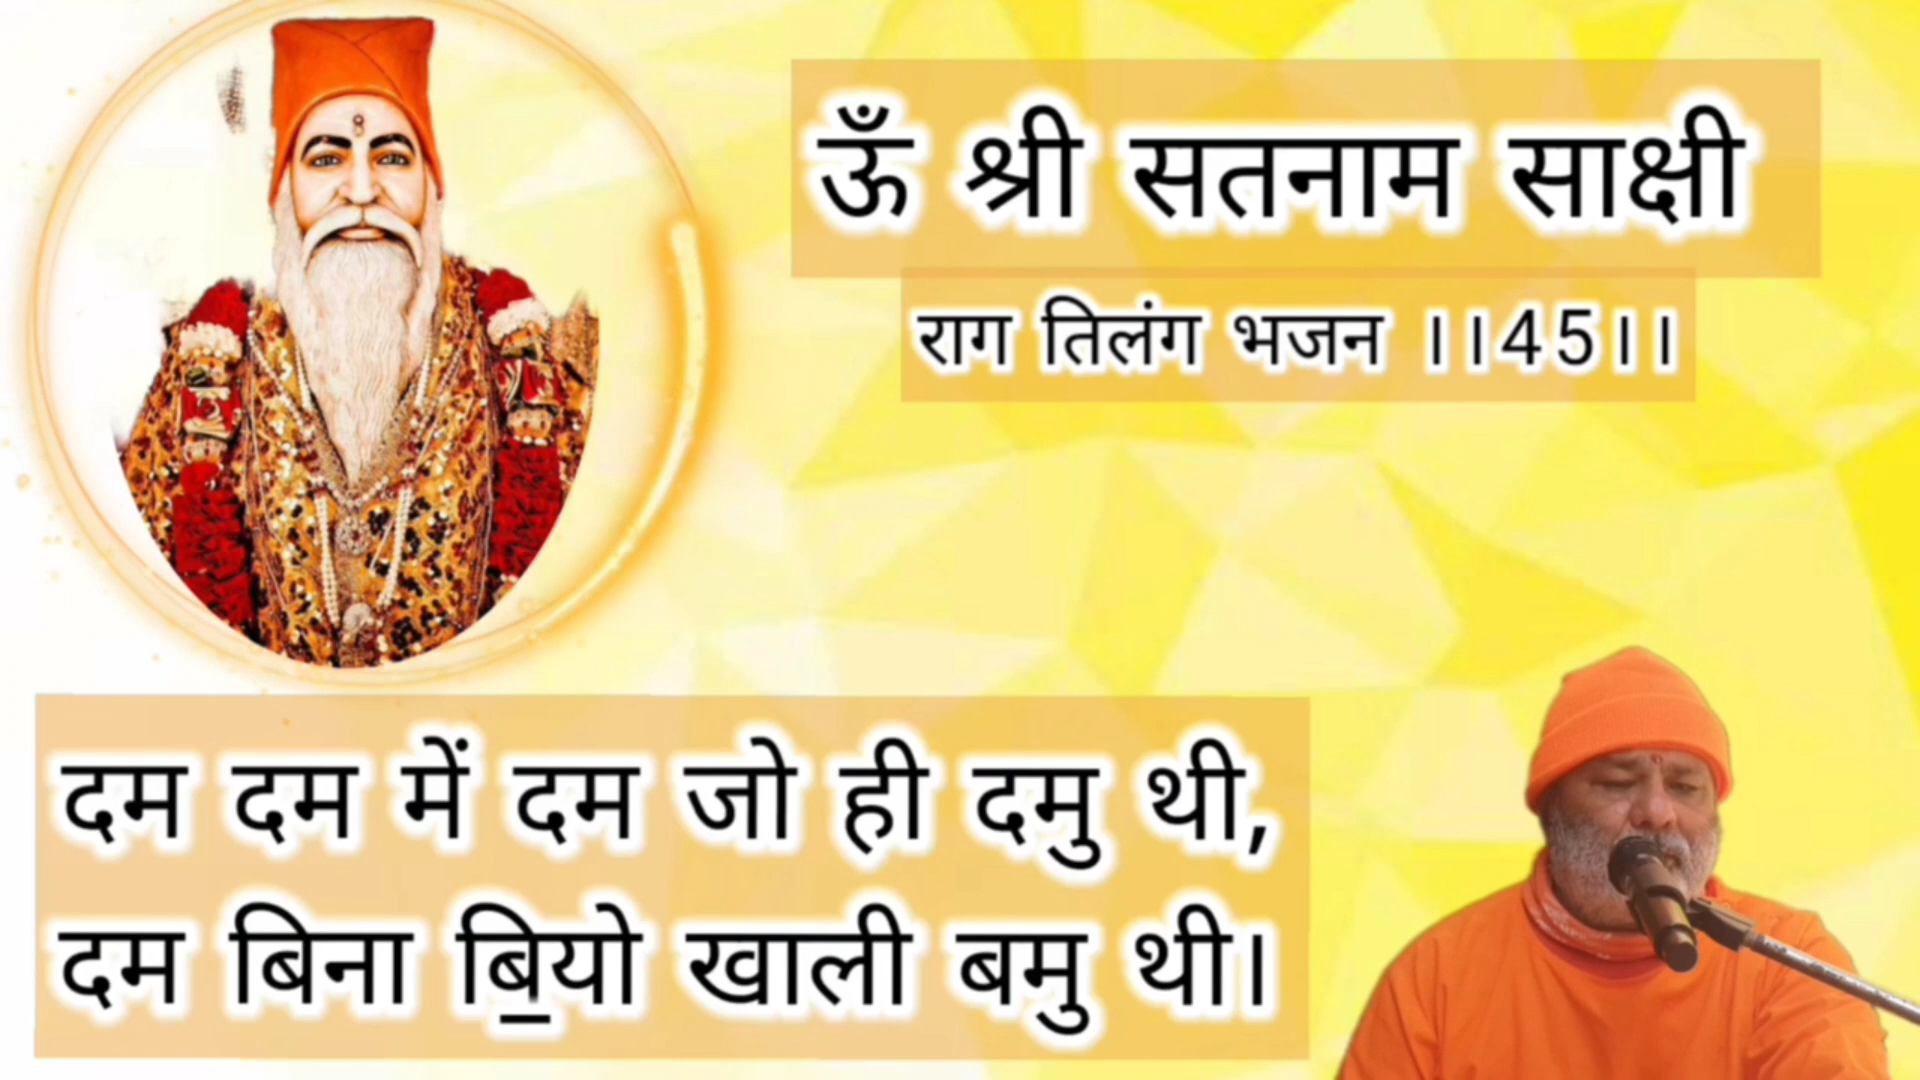 ऊँ श्री सतनाम साक्षी
राग तिलंग भजन ।।45।।
दम दम में दम जो ही दमु थी,
दम बिना ॿियो खाली बमु थी।